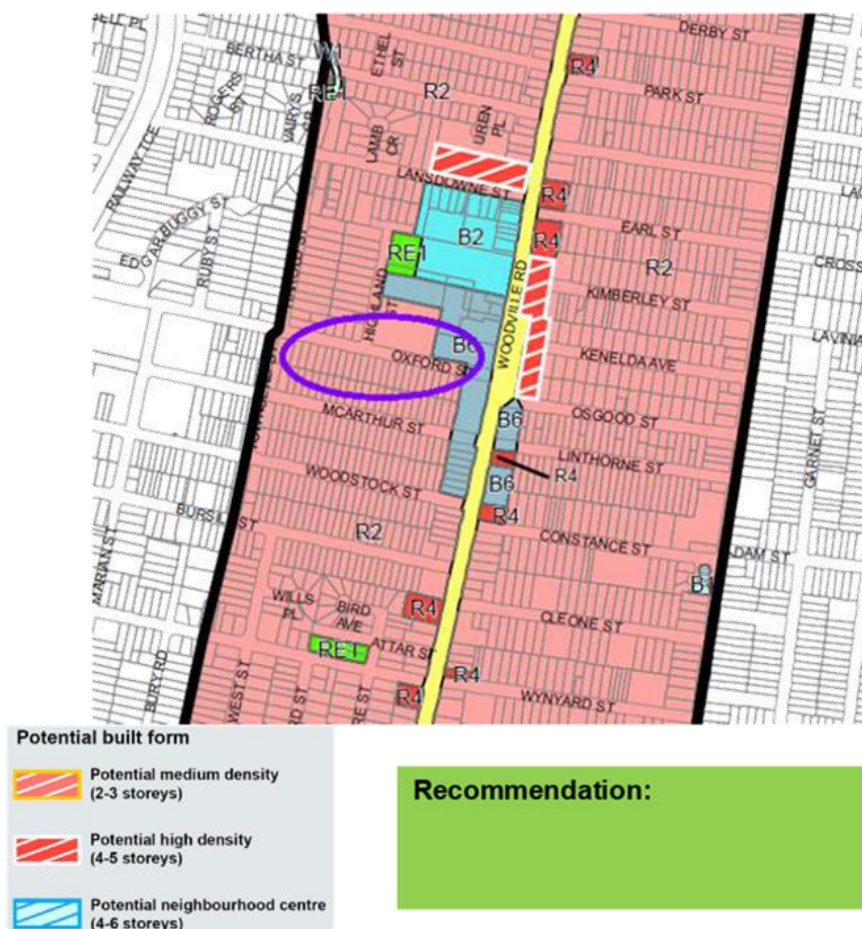 DERBY ST
BERTHA ST
ETHEL ST
R4
RE1
R2
PARK ST
ROGERS ST
LAMB CR
UREN PL
RAILWAY TCE
LANSDOWNE ST
R4
EARL ST
BUGGY ST
B2
R4
EDGAR
RUBY ST
RE1
R2
CROSS
KIMBERLEY ST
WOODVILLE RD
HIGHLAND ST
LAVINIA
B6
KENELDA AVE
OXFORD ST
OSGOOD ST
MCARTHUR ST
B6
LINTHORNE ST
GARNET ST
R4
WOODSTOCK ST
B6
R4
R2
CONSTANCE ST
MARIAN ST
WILLS PL
BIRD AVE
R4
CLEONE ST
ATTAR ST
RE1
R4
WYNYARD ST
BURY RD
WEST ST
R4
Potential built form
Potential medium density
(2-3 storeys)
Potential high density
(4-5 storeys)
Potential neighbourhood centre
(4-6 storeys)
Recommendation: